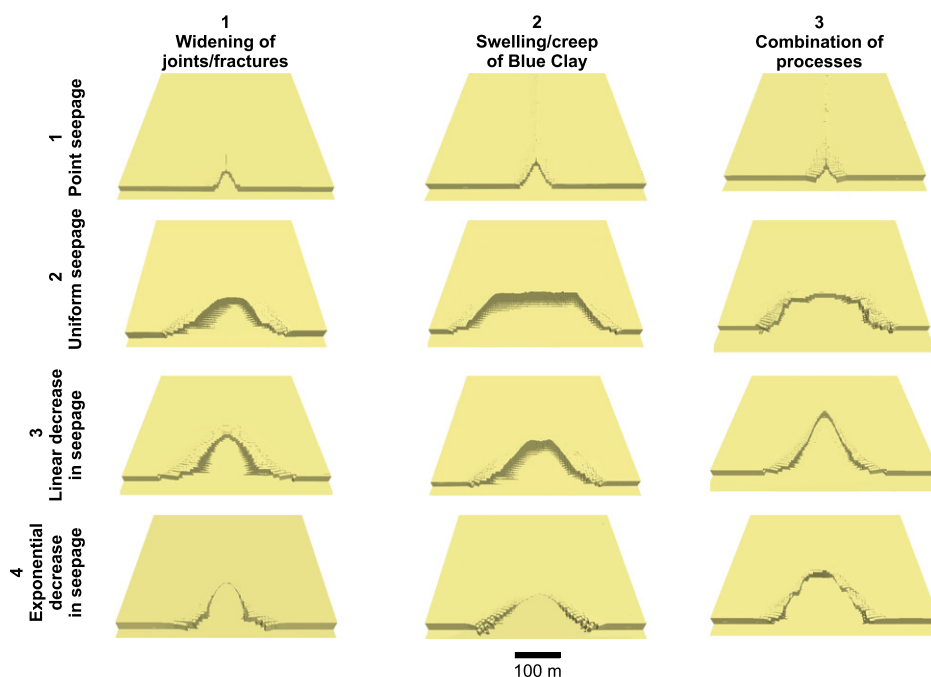 1
Widening of
joints/fractures
2
Swelling/creep
of Blue Clay
3
Combination of
processes
1
Point seepage
2
Uniform seepage
3
Linear decrease
in seepage
4
Exponential
decrease
in seepage
100 m